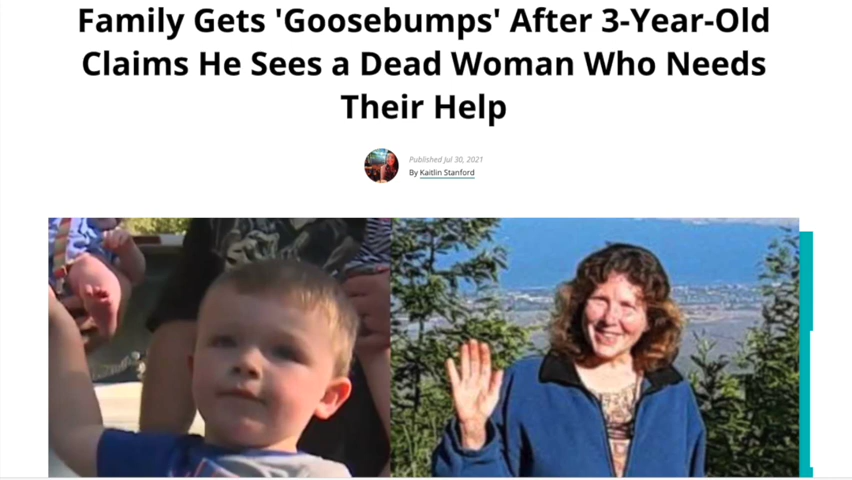 Family Gets 'Goosebumps' After 3-Year-Old
Claims He Sees a Dead Woman Who Needs
Their Help
Published Jul 30, 2021
By Kaitlin Stanford